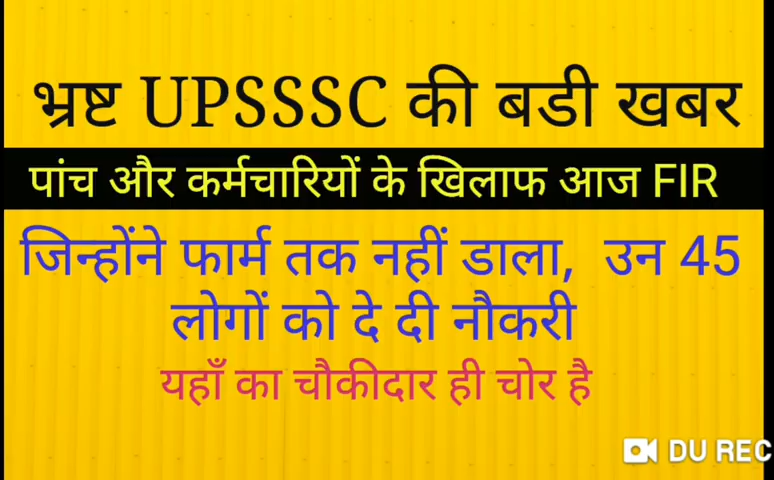 भ्रष्ट UPSSSC की बडी खबर
पांच और कर्मचारियों के खिलाफ आज FIR
जिन्होंने फार्म तक नहीं डाला, उन 45
लोगों को दे दी नौकरी
यहाँ का चौकीदार ही चोर है
DU REC